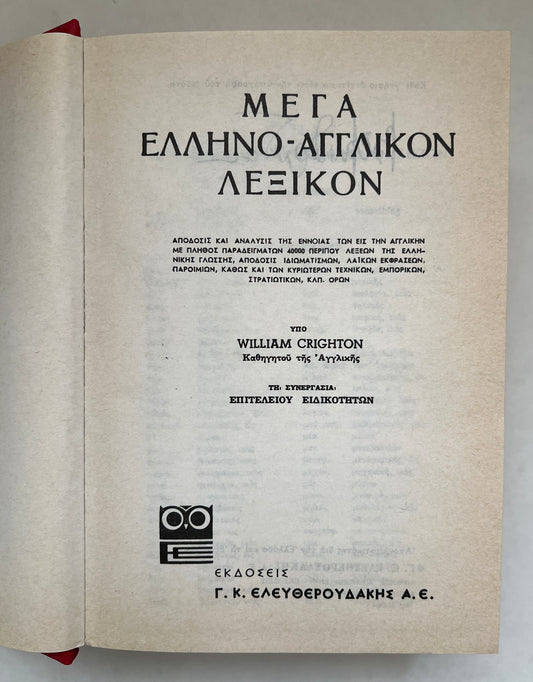 ΜΕΓΑ
ΕΛΛΗΝΟ-ΑΓΓΛΙΚΟΝ
ΛΕΞΙΚΟΝ
ΑΠΟΔΟΣΙΣ ΚΑΙ ΑΝΑΛΥΣΙΣ ΤΗΣ ΕΝΝΟΙΑΣ ΤΩΝ ΕΙΣ ΤΗΝ ΑΓΓΛΙΚΗΝ
ΜΕ ΠΛΗΘΟΣ ΠΑΡΑΔΕΙΓΜΑΤΩΝ 40000 ΠΕΡΙΠΟΥ ΛΕΞΕΩΝ ΤΗΣ ΕΛΛΗ-
ΝΙΚΗΣ ΓΛΩΣΣΗΣ, ΑΠΟΔΟΣΙΣ ΙΔΙΩΜΑΤΙΣΜΩΝ, ΛΑΪΚΩΝ ΕΚΦΡΑΣΕΩΝ,
ΠΑΡΟΙΜΙΩΝ, ΚΑΘΩΣ ΚΑΙ ΤΩΝ ΚΥΡΙΩΤΕΡΩΝ ΤΕΧΝΙΚΩΝ, ΕΜΠΟΡΙΚΩΝ,
ΣΤΡΑΤΙΩΤΙΚΩΝ, ΚΛΠ. ΟΡΩΝ
ΥΠΟ
WILLIAM CRIGHTON
Καθηγητοῦ τῆς Ἀγγλικῆς
ΤΗ: ΣΥΝΕΡΓΑΣΙΑ:
ΕΠΙΤΕΛΕΙΟΥ ΕΙΔΙΚΟΤΗΤΩΝ
ΕΚΔΟΣΕΙΣ
Γ. Κ. ΕΛΕΥΘΕΡΟΥΔΑΚΗΣ Α.Ε.